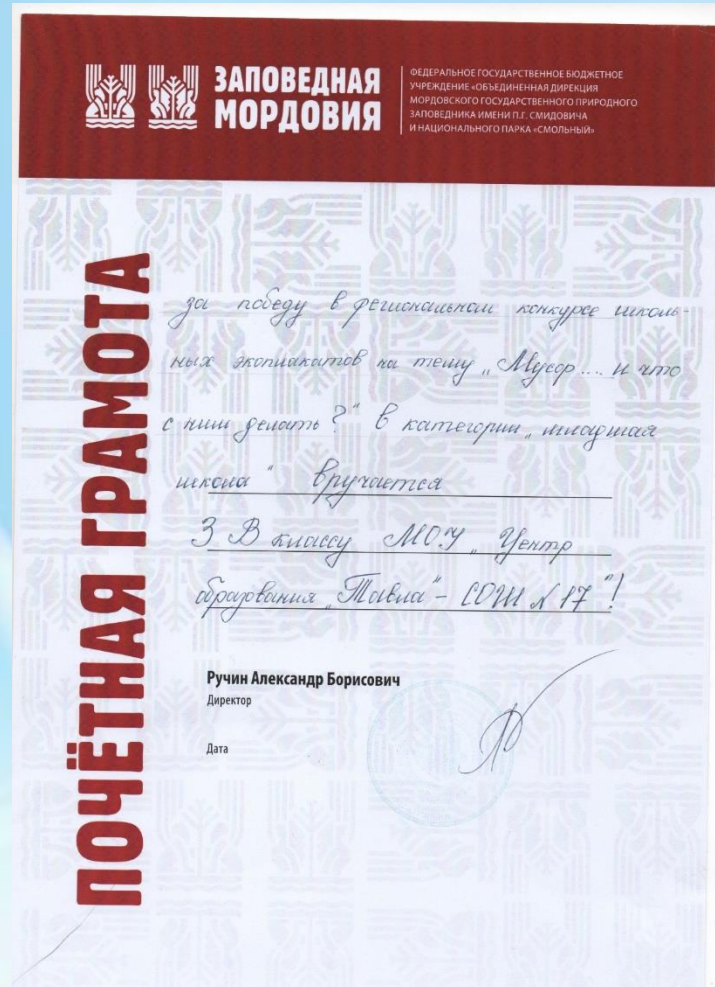 ЗАПОВЕДНАЯ
МОРДОВИЯ
ФЕДЕРАЛЬНОЕ ГОСУДАРСТВЕННОЕ БЮДЖЕТНОЕ
УЧРЕЖДЕНИЕ «ОБЪЕДИНЕННАЯ ДИРЕКЦИЯ
МОРДОВСКОГО ГОСУДАРСТВЕННОГО ПРИРОДНОГО
ЗАПОВЕДНИКА ИМЕНИ П.Г. СМИДОВИЧА
И НАЦИОНАЛЬНОГО ПАРКА «СМОЛЬНЫЙ»
ПОЧЁТНАЯ ГРАМОТА
за победу в региональном конкурсе школь-
ных экоплакатов на тему „Мусор.... и что
с ним делать?" в категории „младшая
школа" вручается
3 В классу МОУ „Центр
образования „Тавла" - СОШ №17"!
Ручин Александр Борисович
Директор
Дата